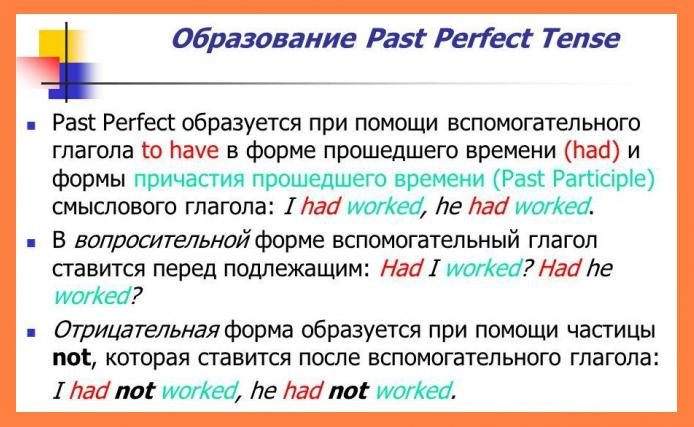 Образование Past Perfect Tense
Past Perfect образуется при помощи вспомогательного
глагола to have в форме прошедшего времени (had) и
формы причастия прошедшего времени (Past Participle)
смыслового глагола: I had worked, he had worked.
В вопросительной форме вспомогательный глагол
ставится перед подлежащим: Had I worked? Had he
worked?
Отрицательная форма образуется при помощи частицы
not, которая ставится после вспомогательного глагола:
I had not worked, he had not worked.